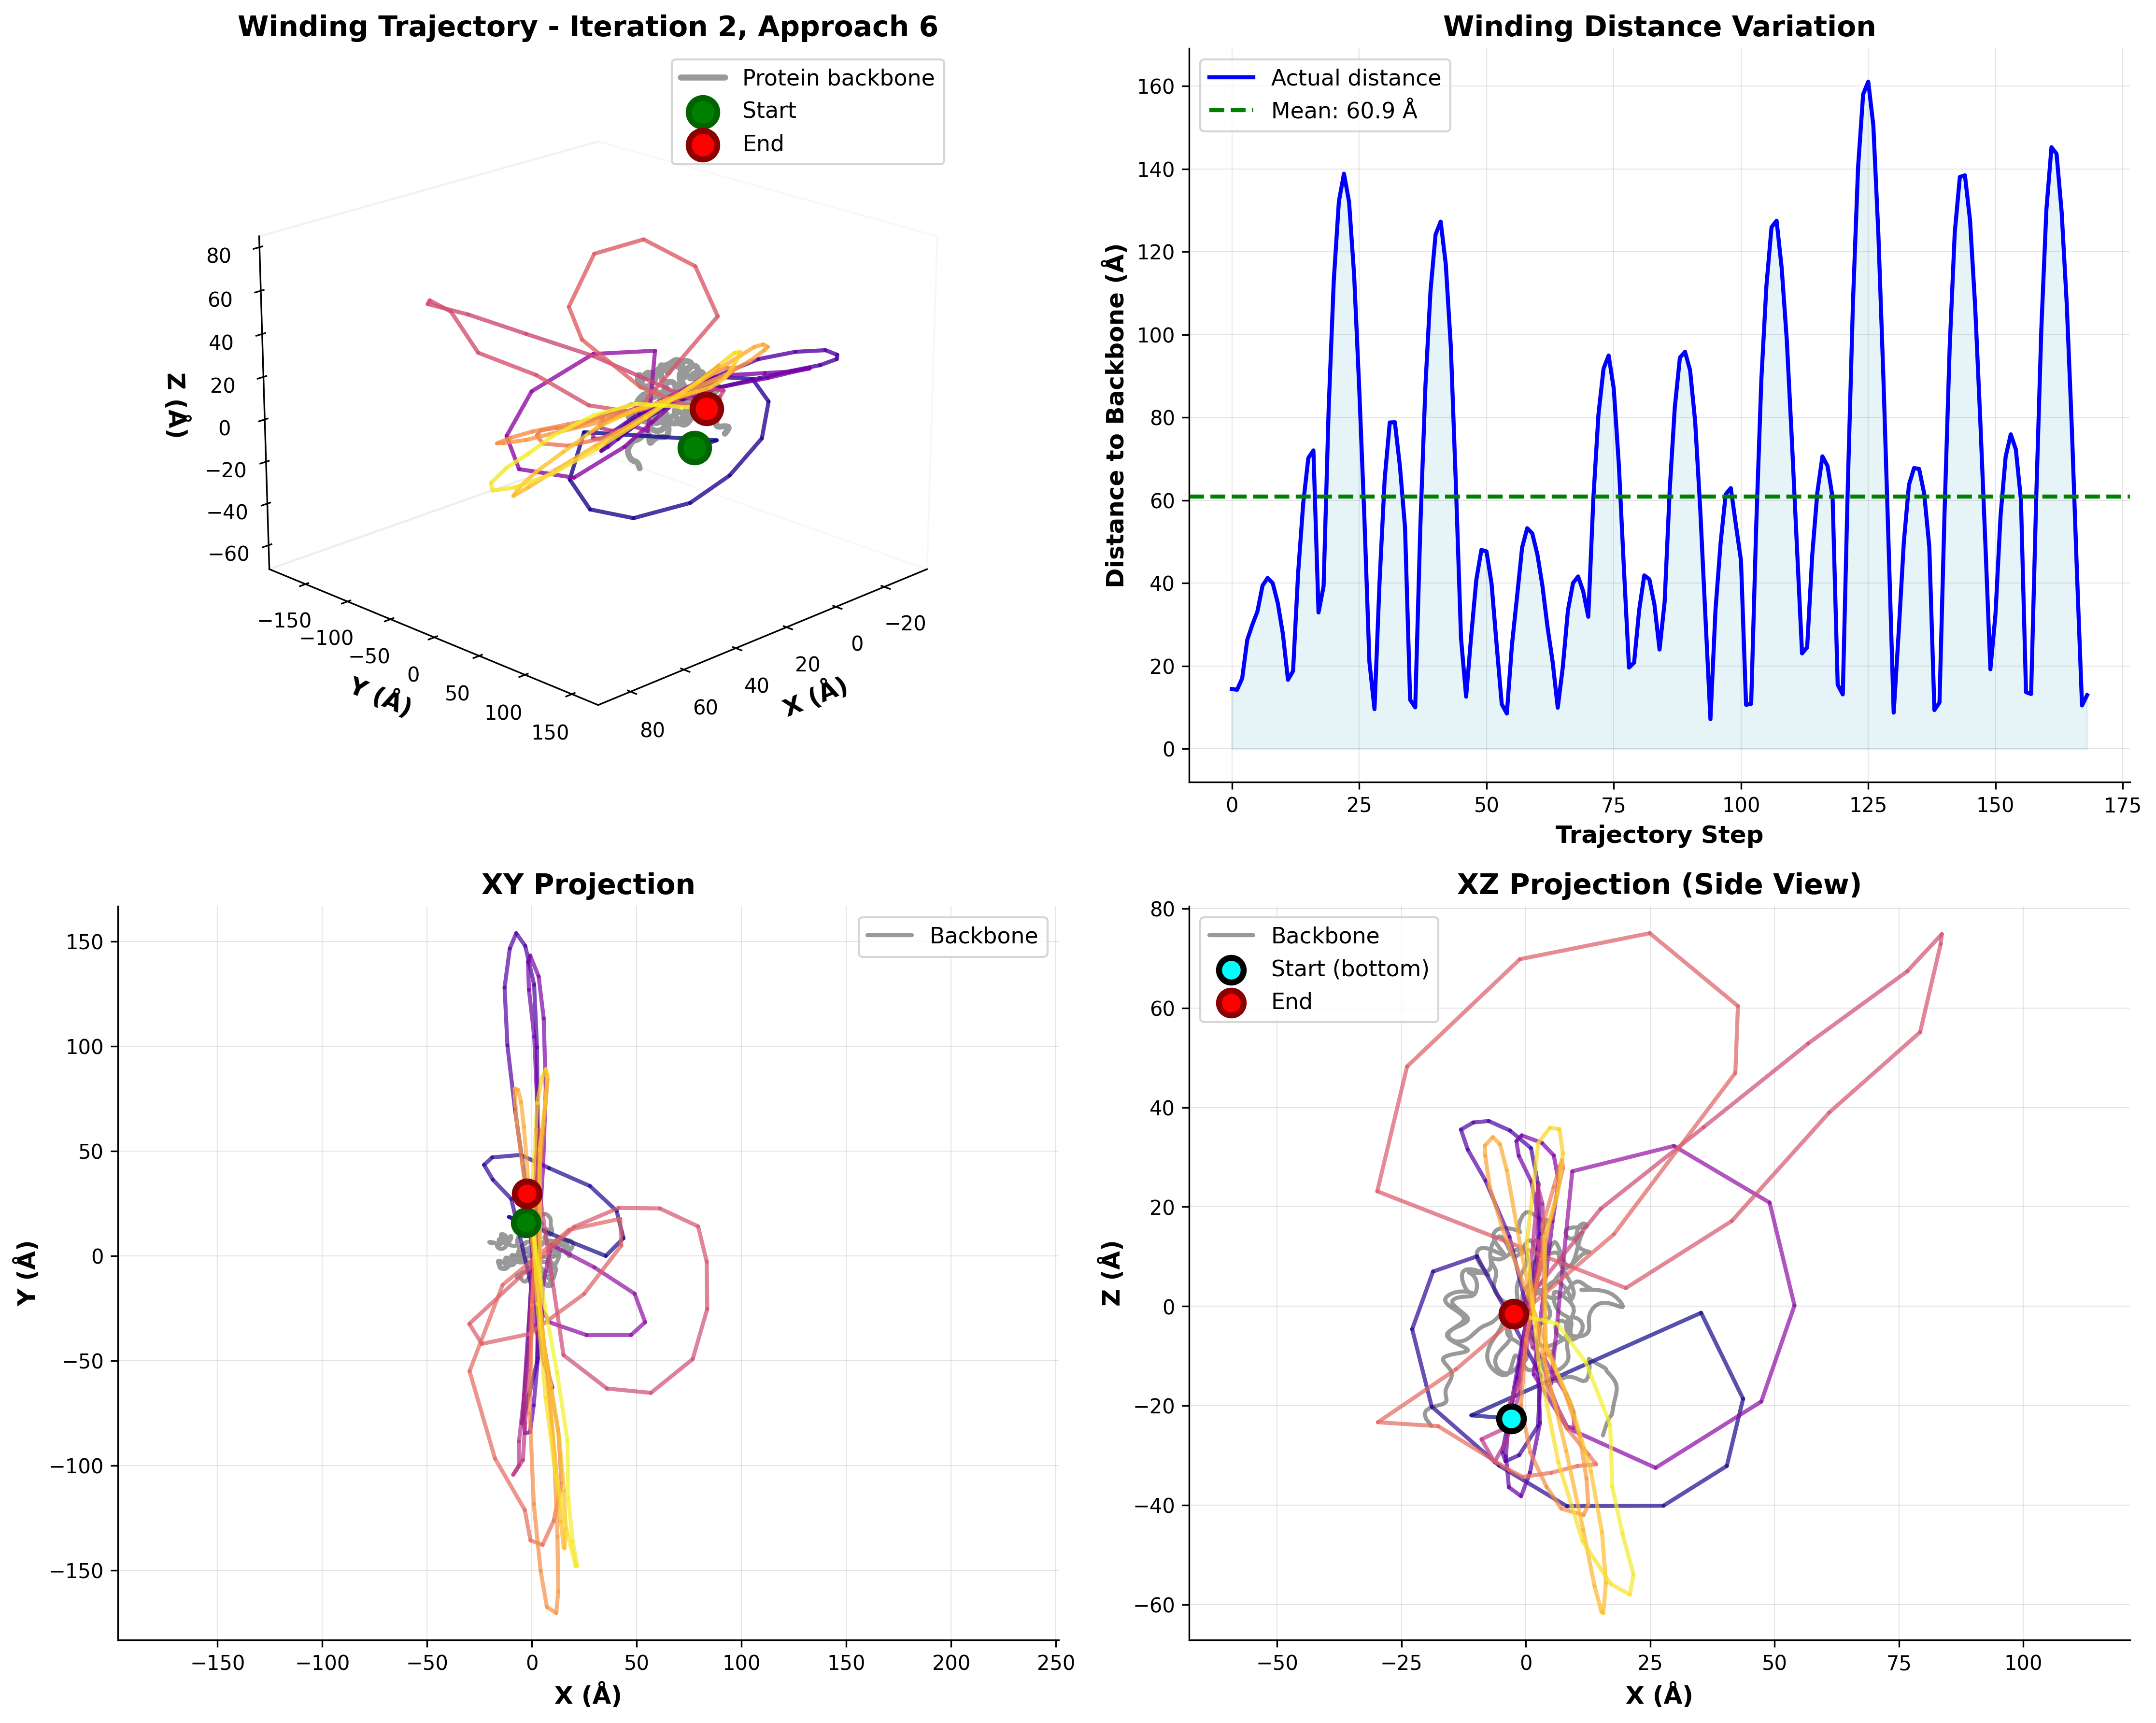 Winding Trajectory - Iteration 2, Approach 6
Protein backbone
Start
End
80
60
40
20
0
−20
−40
−60
Z (Å)
−150
−100
−50
0
50
100
150
Y (Å)
80
60
40
20
0
−20
X (Å)
Winding Distance Variation
Actual distance
Mean: 60.9 Å
160
140
120
100
80
60
40
20
0
Distance to Backbone (Å)
0 25 50 75 100 125 150 175
Trajectory Step
XY Projection
Backbone
150
100
50
0
−50
−100
−150
Y (Å)
−150 −100 −50 0 50 100 150 200 250
X (Å)
XZ Projection (Side View)
Backbone
Start (bottom)
End
80
60
40
20
0
−20
−40
−60
Z (Å)
−50 −25 0 25 50 75 100
X (Å)